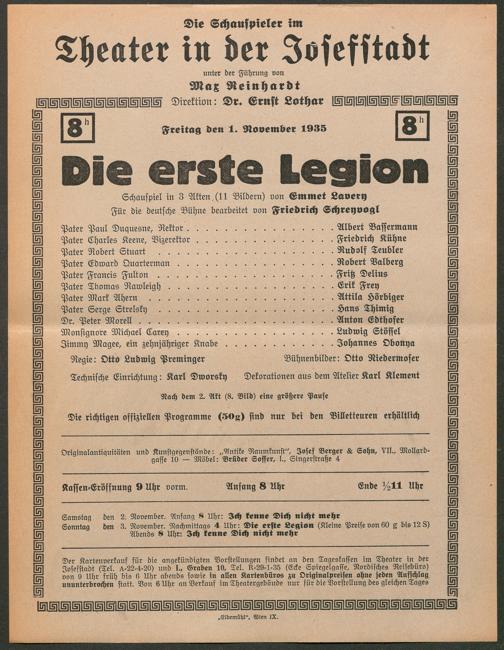 Die Schauspieler im
Theater in der Josefstadt
unter der Führung von
Max Reinhardt
Direktion: Dr. Ernst Lothar
8h
8h
Freitag den 1. November 1935
Die erste Legion
Schauspiel in 3 Akten (11 Bildern) von Emmet Lavery
Für die deutsche Bühne bearbeitet von Friedrich Schreyvogl
Pater Paul Duquesne, Rektor . . . . . . . . . . . . Albert Bassermann
Pater Charles Keene, Vizerektor . . . . . . . . . . . . Friedrich Kühne
Pater Robert Stuart . . . . . . . . . . . . Rudolf Teubler
Pater Edward Quarterman . . . . . . . . . . . . Robert Valberg
Pater Francis Fulton . . . . . . . . . . . . Fritz Delius
Pater Thomas Rawleigh . . . . . . . . . . . . Erik Frey
Pater Mark Ahern . . . . . . . . . . . . Attila Hörbiger
Pater Serge Strelsky . . . . . . . . . . . . Hans Thimig
Dr. Peter Morell . . . . . . . . . . . . Anton Edthofer
Monsignore Michael Carey . . . . . . . . . . . . Ludwig Stössel
Jimmy Magee, ein zehnjähriger Knabe . . . . . . . . . . . . Johannes Obonya
Regie: Otto Ludwig Preminger Bühnenbilder: Otto Niedermoser
Technische Einrichtung: Karl Dworsky Dekorationen aus dem Atelier Karl Klement
Nach dem 2. Akt (8. Bild) eine größere Pause
Die richtigen offiziellen Programme (50g) sind nur bei den Billetteuren erhältlich
Originalantiquitäten und Kunstgegenstände: „Antike Raumkunst", Josef Berger & Sohn, VII., Mollard-
gasse 10 — Möbel: Brüder Soffer, I., Singerstraße 4
Kassen-Eröffnung 9 Uhr vorm. Anfang 8 Uhr Ende ½11 Uhr
Samstag den 2. November. Anfang 8 Uhr: Ich kenne Dich nicht mehr
Sonntag den 3. November. Nachmittags 4 Uhr: Die erste Legion (Kleine Preise von 60 g bis 12 S)
Abends 8 Uhr: Ich kenne Dich nicht mehr
Der Kartenverkauf für die angekündigten Vorstellungen findet an den Tageskassen im Theater in der
Josefstadt (Tel. A-22-4-20) und I., Graben 10, Tel. R-29-1-35 (Ecke Spiegelgasse, Nordisches Reisebüro)
von 9 Uhr früh bis 6 Uhr abends sowie in allen Kartenbüros zu Originalpreisen ohne jeden Aufschlag
ununterbrochen statt. Von 6 Uhr an Verkauf im Theatergebäude nur für die Vorstellung des gleichen Tages
„Eibemühl", Wien IX.